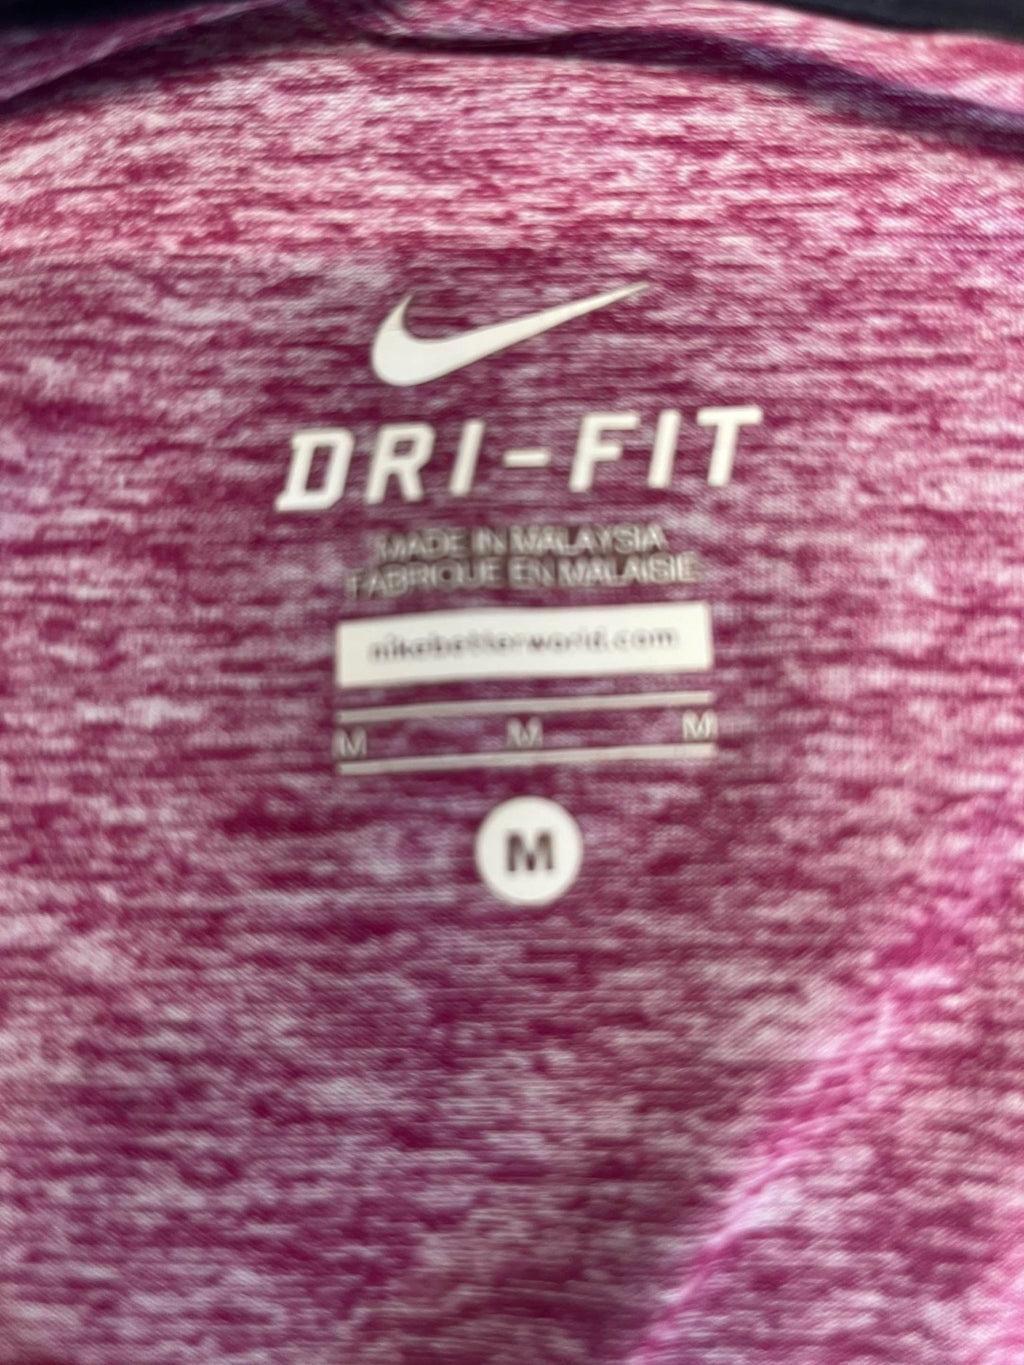 DRI-FIT
MADE IN MALAYSIA
FABRIQUE EN MALAISIE
nikebetterworld.com
M M M
M